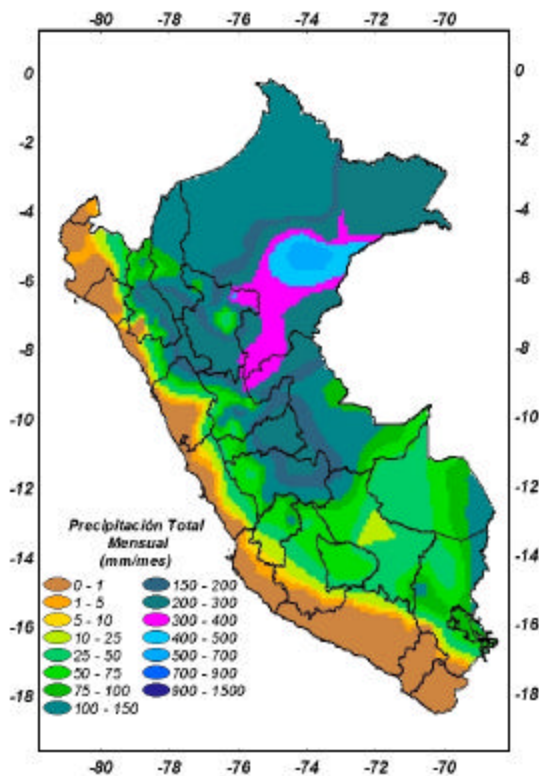 -80 -78 -76 -74 -72 -70
0 0
-2 -2
-4 -4
-6 -6
-8 -8
-10 -10
-12 -12
-14 -14
-16 -16
-18 -18
Precipitación Total
Mensual
(mm/mes)
0 - 1 150 - 200
1 - 5 200 - 300
5 - 10 300 - 400
10 - 25 400 - 500
25 - 50 500 - 700
50 - 75 700 - 900
75 - 100 900 - 1500
100 - 150
-80 -78 -76 -74 -72 -70